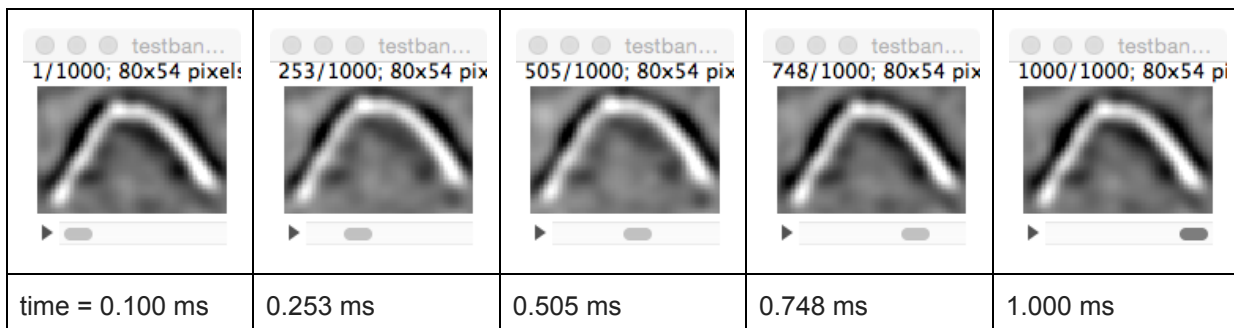 testban...
testban...
testban...
testban...
testban...
1/1000; 80x54 pixels
253/1000; 80x54 pix
505/1000; 80x54 pix
748/1000; 80x54 pix
1000/1000; 80x54 pi
time = 0.100 ms
0.253 ms
0.505 ms
0.748 ms
1.000 ms